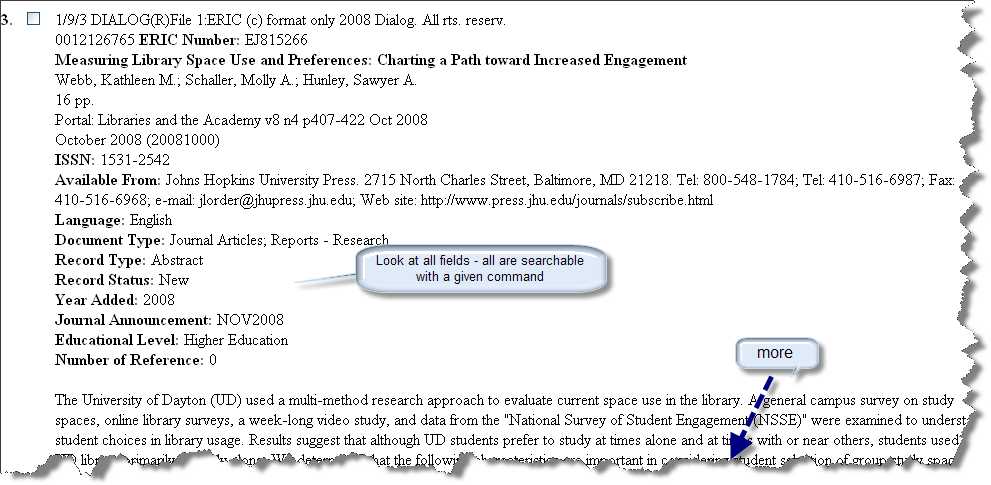 3. 1/9/3 DIALOG(R)File 1:ERIC (c) format only 2008 Dialog. All rts. reserv.
0012126765 ERIC Number: EJ815266
Measuring Library Space Use and Preferences: Charting a Path toward Increased Engagement
Webb, Kathleen M.; Schaller, Molly A.; Hunley, Sawyer A.
16 pp.
Portal: Libraries and the Academy v8 n4 p407-422 Oct 2008
October 2008 (20081000)
ISSN: 1531-2542
Available From: Johns Hopkins University Press. 2715 North Charles Street, Baltimore, MD 21218. Tel: 800-548-1784; Tel: 410-516-6987; Fax:
410-516-6968; e-mail: jlorder@jhupress.jhu.edu; Web site: http://www.press.jhu.edu/journals/subscribe.html
Language: English
Document Type: Journal Articles; Reports - Research
Record Type: Abstract
Look at all fields - all are searchable
with a given command
Record Status: New
Year Added: 2008
Journal Announcement: NOV2008
Educational Level: Higher Education
Number of Reference: 0
more
The University of Dayton (UD) used a multi-method research approach to evaluate current space use in the library. A general campus survey on study
spaces, online library surveys, a week-long video study, and data from the "National Survey of Student Engagement (NSSE)" were examined to underst
student choices in library usage. Results suggest that although UD students prefer to study at times alone and at times with or near others, students used
that the following characteristics are important in considering student selection of group study